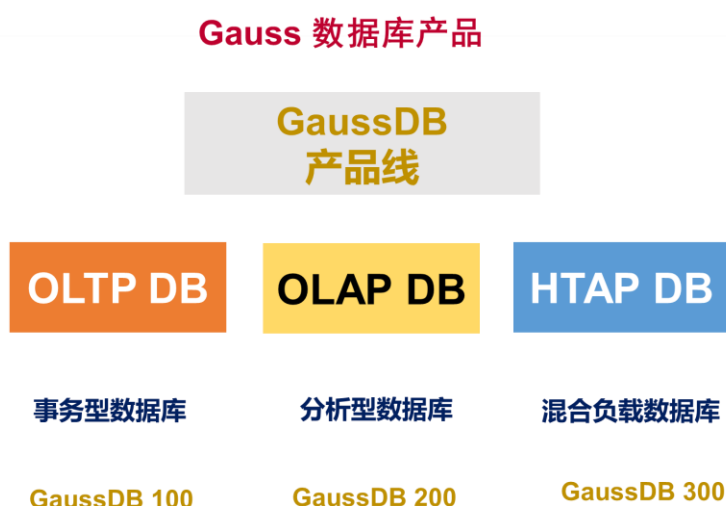 Gauss 数据库产品
GaussDB
产品线
OLTP DB
OLAP DB
HTAP DB
事务型数据库
分析型数据库
混合负载数据库
GaussDB 100
GaussDB 200
GaussDB 300